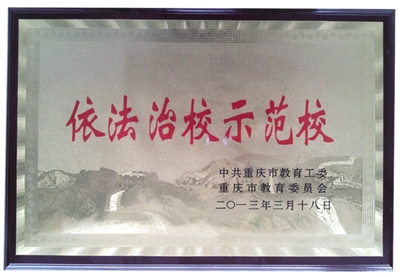 依法治校示范校
中共重庆市教育工委
重庆市教育委员会
二〇一三年三月十八日